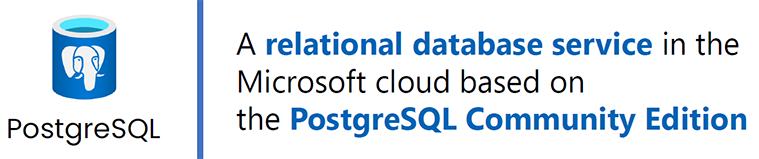 PostgreSQL
A relational database service in the
Microsoft cloud based on
the PostgreSQL Community Edition